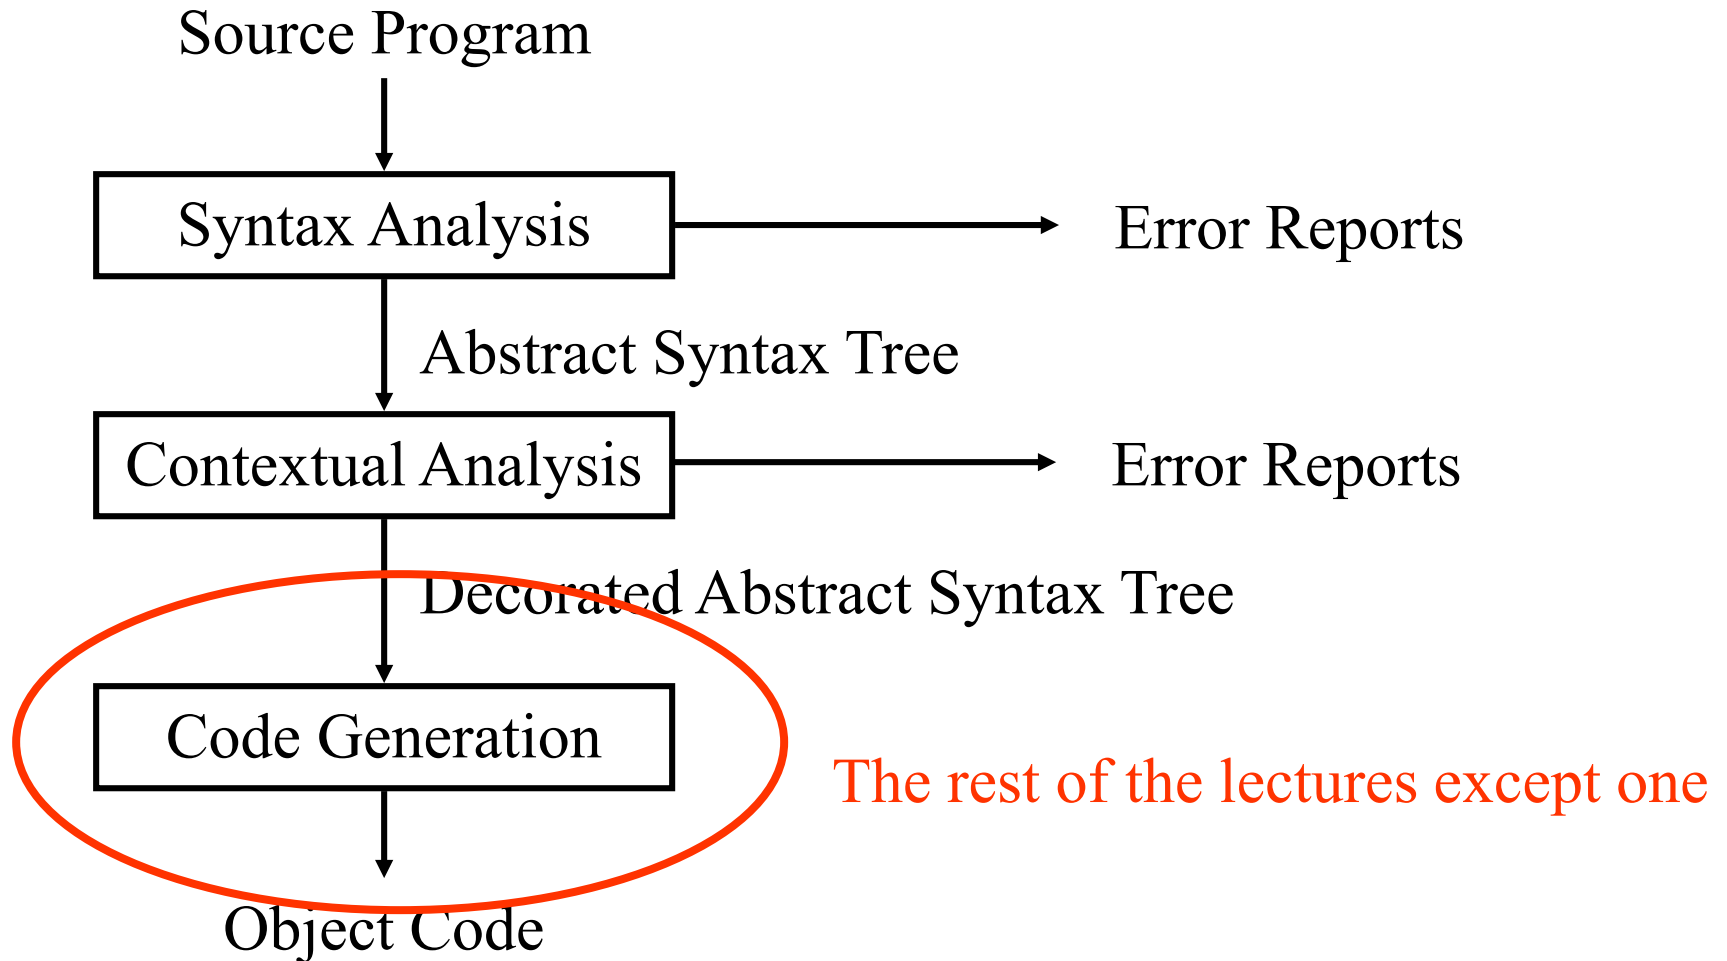 Source Program
Syntax Analysis
Error Reports
Abstract Syntax Tree
Contextual Analysis
Error Reports
Decorated Abstract Syntax Tree
Code Generation
The rest of the lectures except one
Object Code